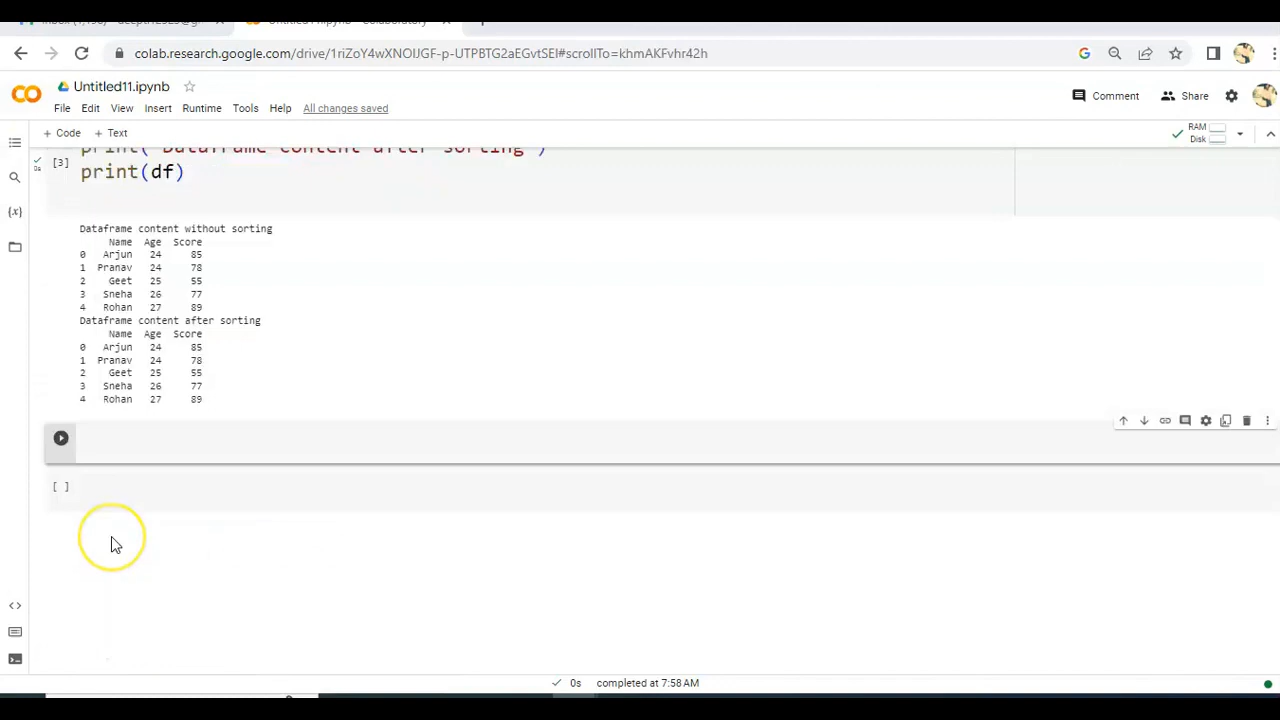 colab.research.google.com/drive/1riZoY4wXNOIJGF-p-UTPBTG2aEGvtSEI#scrollTo=khmAKFvhr42h
Untitled11.ipynb
File Edit View Insert Runtime Tools Help All changes saved
Comment Share
+ Code + Text
RAM
Disk
print("Dataframe content after sorting")
[3]
0s
print(df)
Dataframe content without sorting
Name Age Score
0 Arjun 24 85
1 Pranav 24 78
2 Geet 25 55
3 Sneha 26 77
4 Rohan 27 89
Dataframe content after sorting
Name Age Score
0 Arjun 24 85
1 Pranav 24 78
2 Geet 25 55
3 Sneha 26 77
4 Rohan 27 89
[ ]
0s completed at 7:58 AM